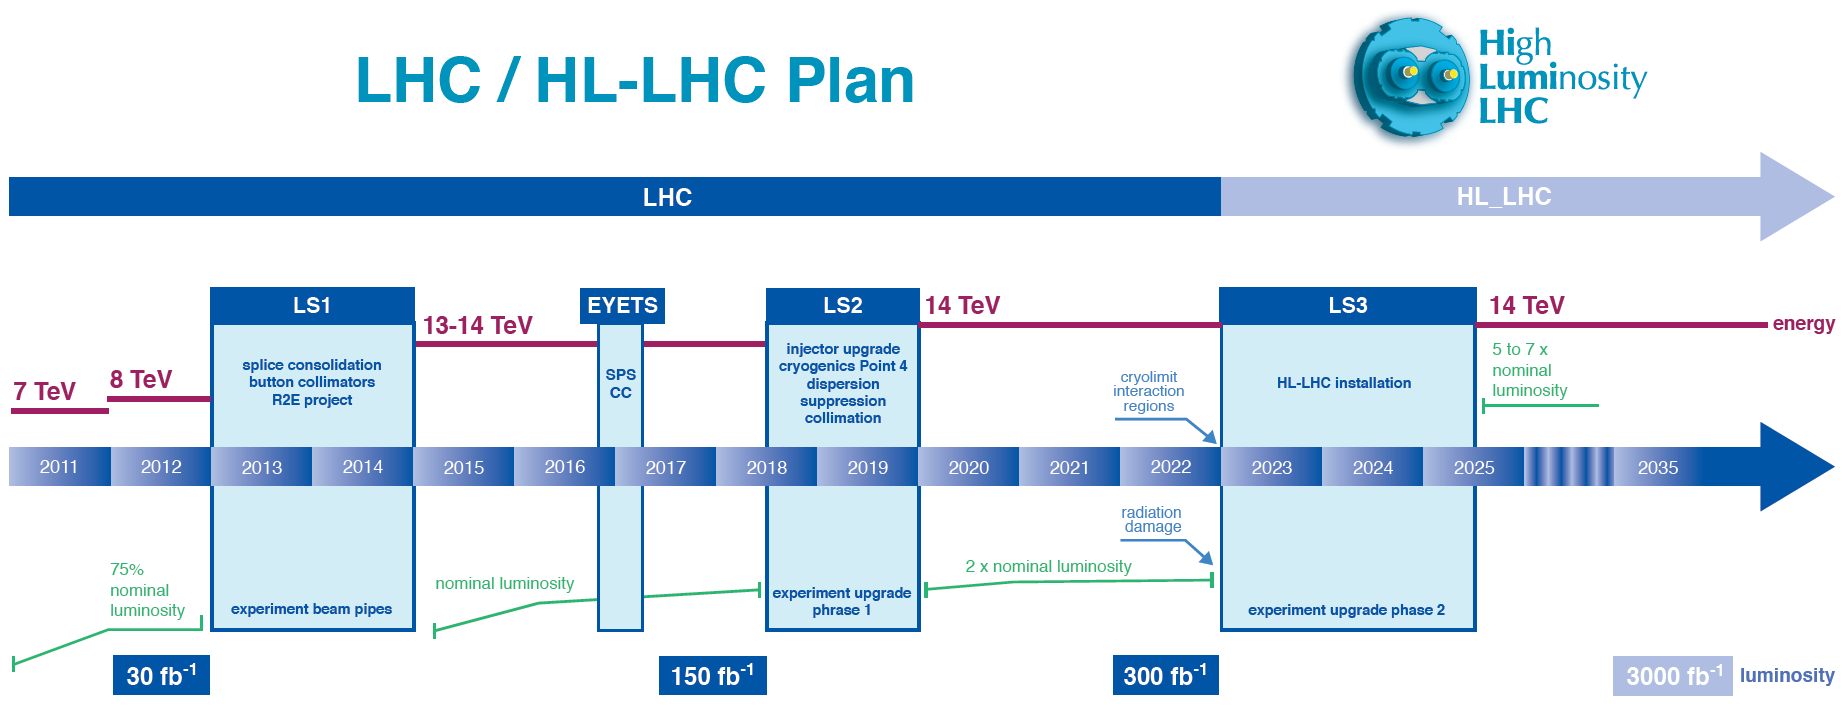 LHC / HL-LHC Plan
High
Luminosity
LHC
LHC
HL_LHC
LS1
EYETS
LS2
14 TeV
LS3
14 TeV
energy
13-14 TeV
7 TeV
8 TeV
splice consolidation
button collimators
R2E project
SPS
CC
injector upgrade
cryogenics Point 4
dispersion
suppression
collimation
cryolimit
interaction
regions
HL-LHC installation
5 to 7 x
nominal
luminosity
2011
2012
2013
2014
2015
2016
2017
2018
2019
2020
2021
2022
2023
2024
2025
2035
radiation
damage
75%
nominal
luminosity
experiment beam pipes
nominal luminosity
experiment upgrade
phrase 1
2 x nominal luminosity
experiment upgrade phase 2
30 fb-1
150 fb-1
300 fb-1
3000 fb-1
luminosity